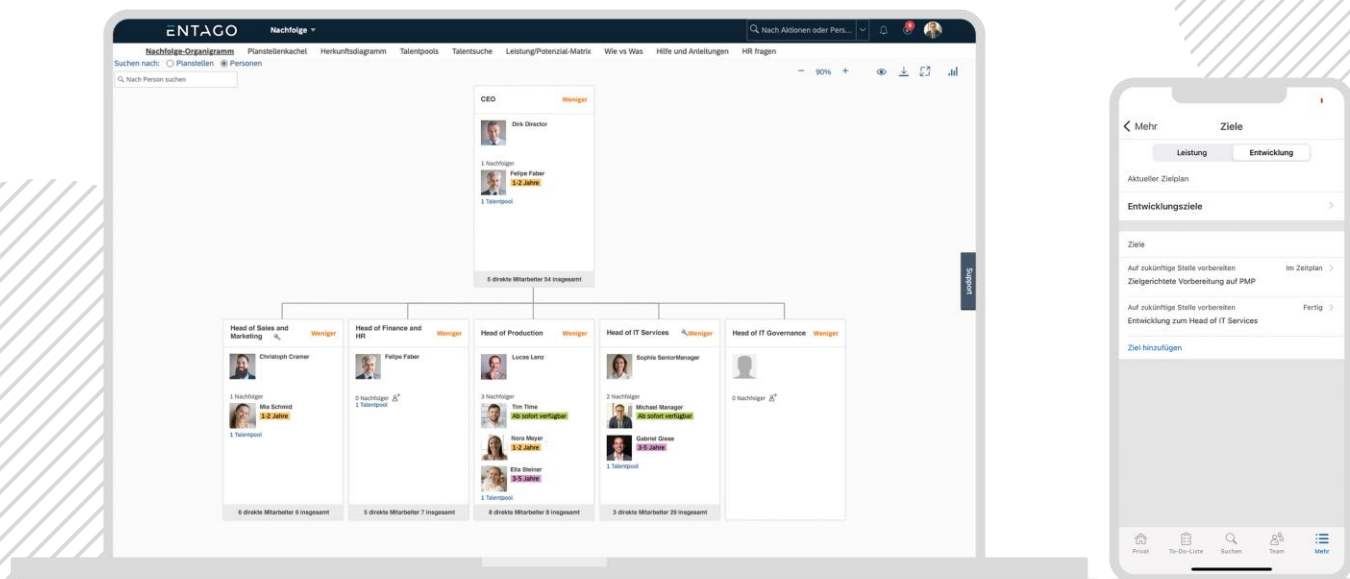 ENTAGO
Nachfolge
Nach Aktionen oder Pers...
Nachfolge-Organigramm Planstellenkachel Herkunftsdiagramm Talentpools Talentsuche Leistung/Potenzial-Matrix Wie vs Was Hilfe und Anleitungen HR fragen
Suchen nach: Planstellen Personen
Nach Person suchen
90%
CEO Weniger
Dirk Director
1 Nachfolger
Felipe Faber
1-2 Jahre
1 Talentpool
5 direkte Mitarbeiter 54 insgesamt
Support
Head of Sales and
Marketing Weniger
Christoph Cramer
1 Nachfolger
Mia Schmid
1-2 Jahre
1 Talentpool
6 direkte Mitarbeiter 6 insgesamt
Head of Finance and
HR Weniger
Felipe Faber
0 Nachfolger
1 Talentpool
5 direkte Mitarbeiter 7 insgesamt
Head of Production Weniger
Lucas Lenz
3 Nachfolger
Tim Time
Ab sofort verfügbar
Nora Meyer
1-2 Jahre
Ella Steiner
3-5 Jahre
1 Talentpool
8 direkte Mitarbeiter 8 insgesamt
Head of IT Services Weniger
Sophie SeniorManager
2 Nachfolger
Michael Manager
Ab sofort verfügbar
Gabriel Giese
3-5 Jahre
1 Talentpool
3 direkte Mitarbeiter 29 insgesamt
Head of IT Governance Weniger
0 Nachfolger
Mehr Ziele
Leistung Entwicklung
Aktueller Zielplan
Entwicklungsziele
Ziele
Auf zukünftige Stelle vorbereiten Im Zeitplan
Zielgerichtete Vorbereitung auf PMP
Auf zukünftige Stelle vorbereiten Fertig
Entwicklung zum Head of IT Services
Ziel hinzufügen
Privat To-Do-Liste Suchen Team Mehr